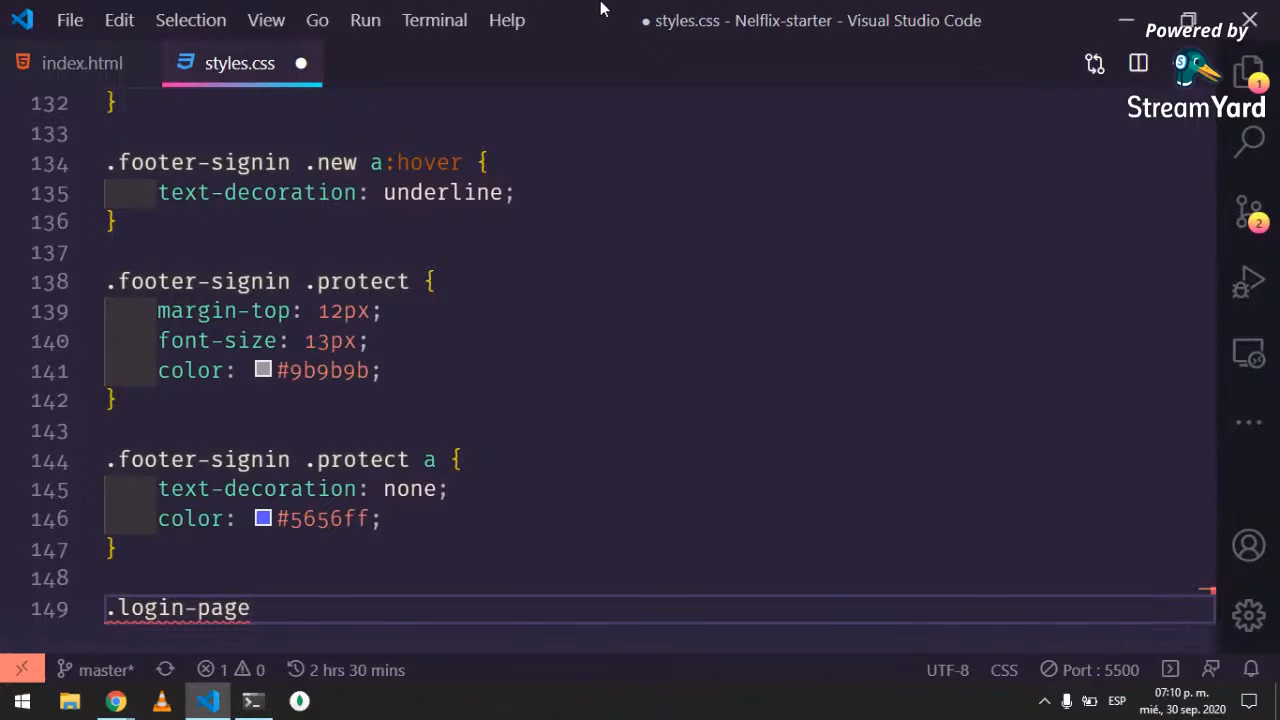 File Edit Selection View Go Run Terminal Help
● styles.css - Nelflix-starter - Visual Studio Code
Powered by
StreamYard
index.html
styles.css
1
2
132 }
133
134 .footer-signin .new a:hover {
135 text-decoration: underline;
136 }
137
138 .footer-signin .protect {
139 margin-top: 12px;
140 font-size: 13px;
141 color: #9b9b9b;
142 }
143
144 .footer-signin .protect a {
145 text-decoration: none;
146 color: #5656ff;
147 }
148
149 .login-page
master* 1 0 2 hrs 30 minutes
UTF-8 CSS Port : 5500
ESP
07:10 p. m.
mié., 30 sep. 2020